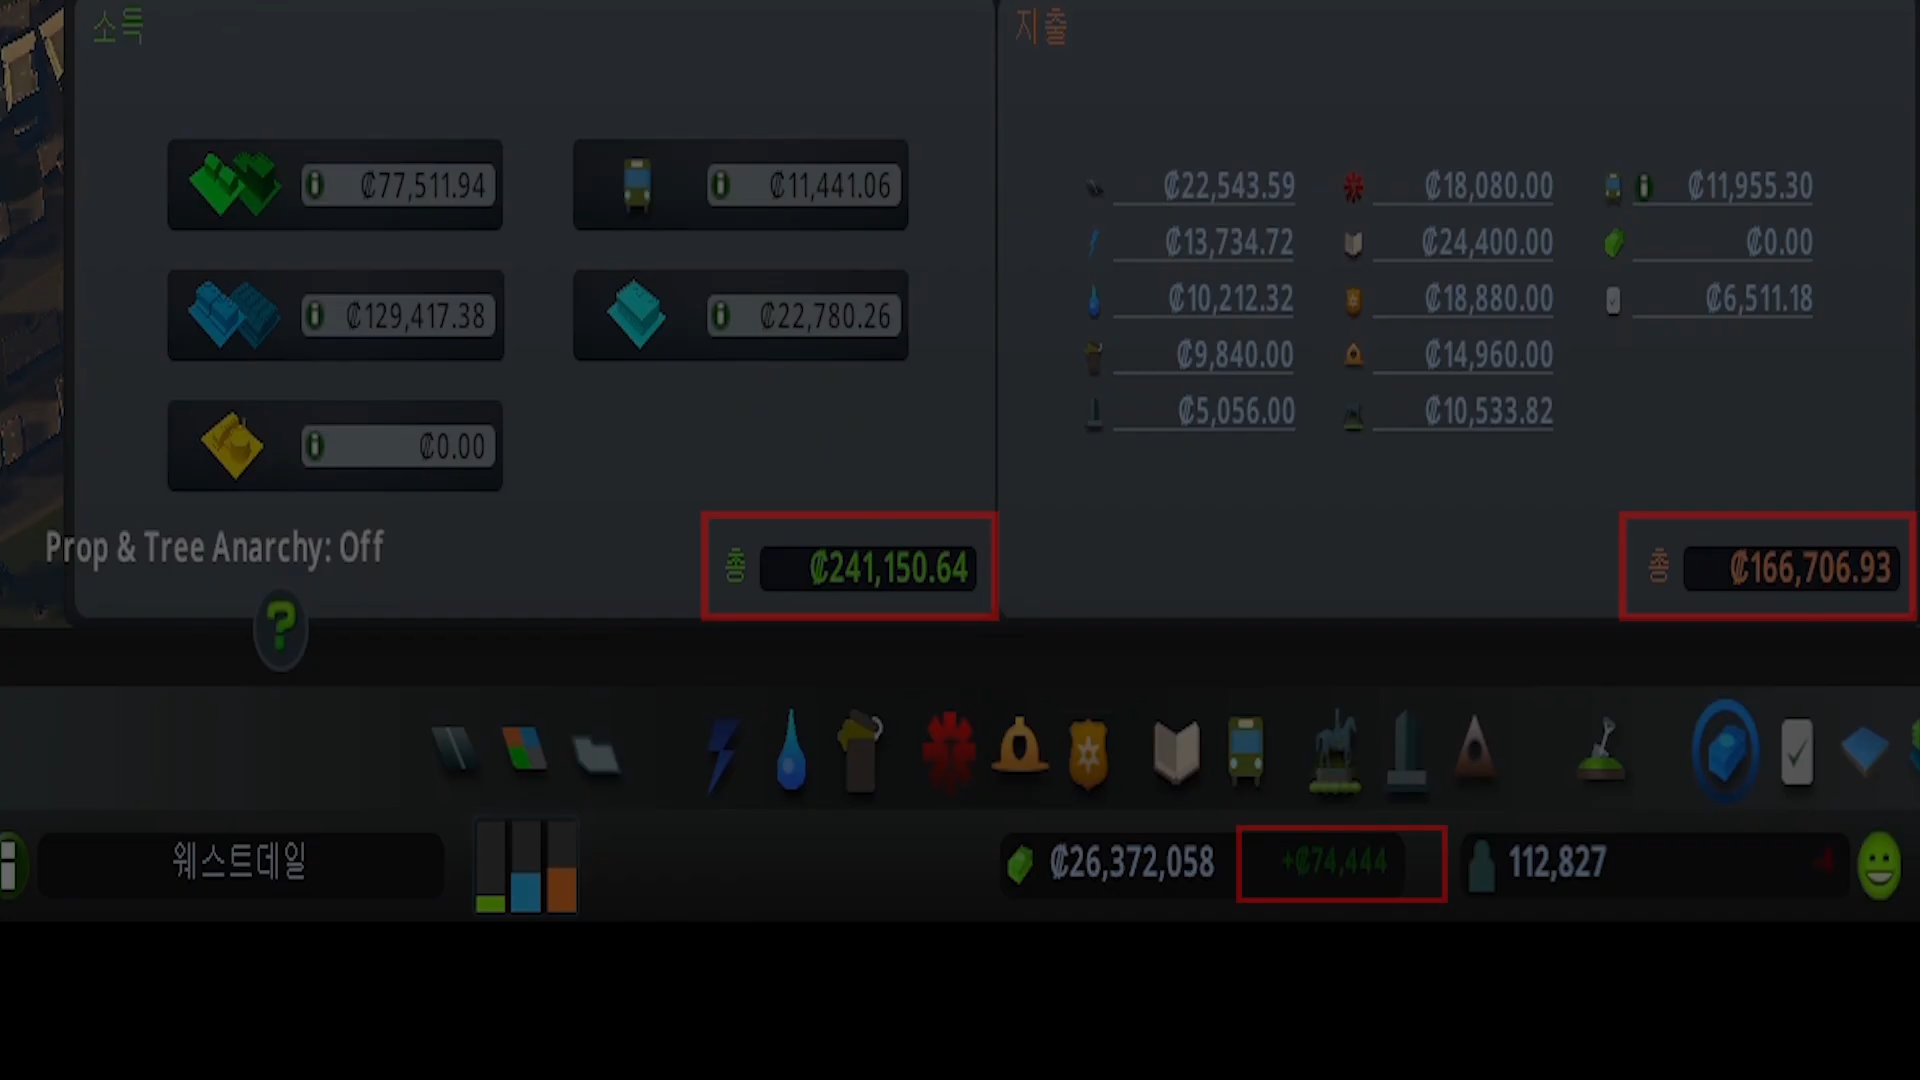 소득
₡77,511.94
₡11,441.06
₡129,417.38
₡22,780.26
₡0.00
총 ₡241,150.64
지출
₡22,543.59 ₡18,080.00 ₡11,955.30
₡13,734.72 ₡24,400.00 ₡0.00
₡10,212.32 ₡18,880.00 ₡6,511.18
₡9,840.00 ₡14,960.00
₡5,056.00 ₡10,533.82
총 ₡166,706.93
Prop & Tree Anarchy: Off
?
웨스트데일
₡26,372,058
+₡74,444
112,827